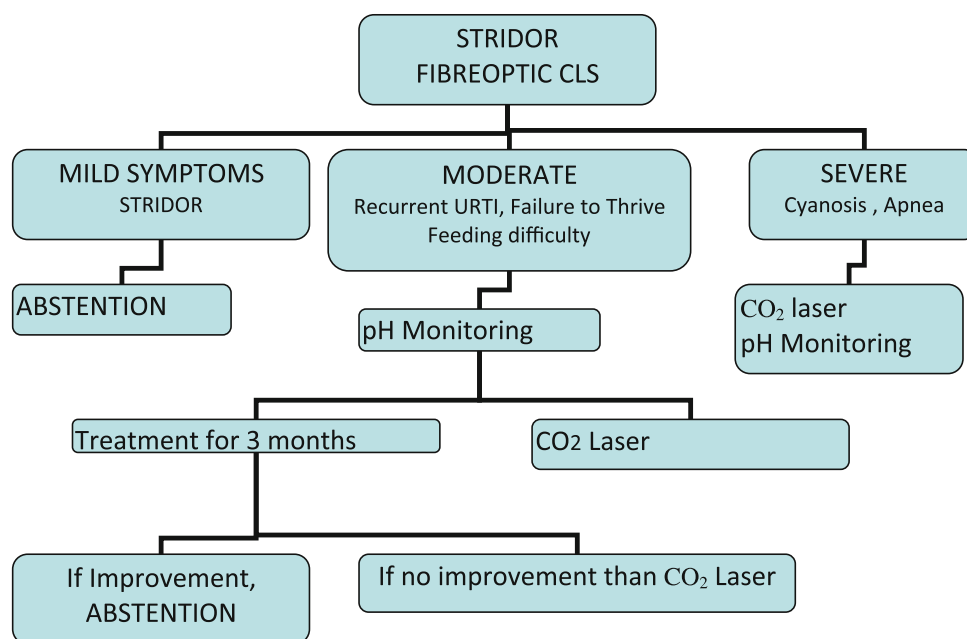 STRIDOR
FIBREOPTIC CLS
MILD SYMPTOMS
STRIDOR
MODERATE
Recurrent URTI, Failure to Thrive
Feeding difficulty
SEVERE
Cyanosis , Apnea
ABSTENTION
pH Monitoring
CO₂ laser
pH Monitoring
Treatment for 3 months
CO2 Laser
If Improvement,
ABSTENTION
If no improvement than CO₂ Laser